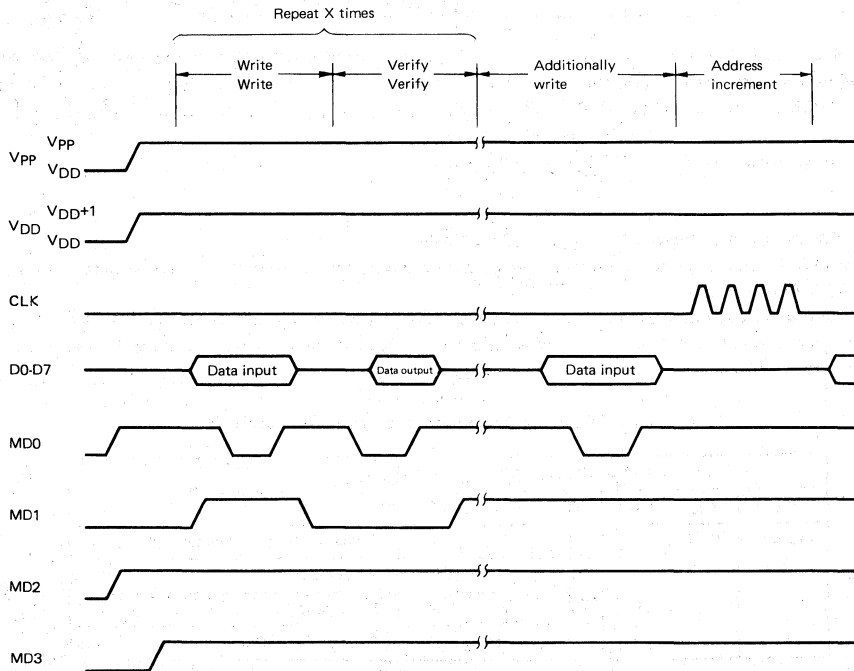 Repeat X times
Write Verify Additionally Address
Write Verify write increment
VPP VPP
VDD
VDD VDD+1
VDD
CLK
D0-D7 Data input Data output Data input
MD0
MD1
MD2
MD3